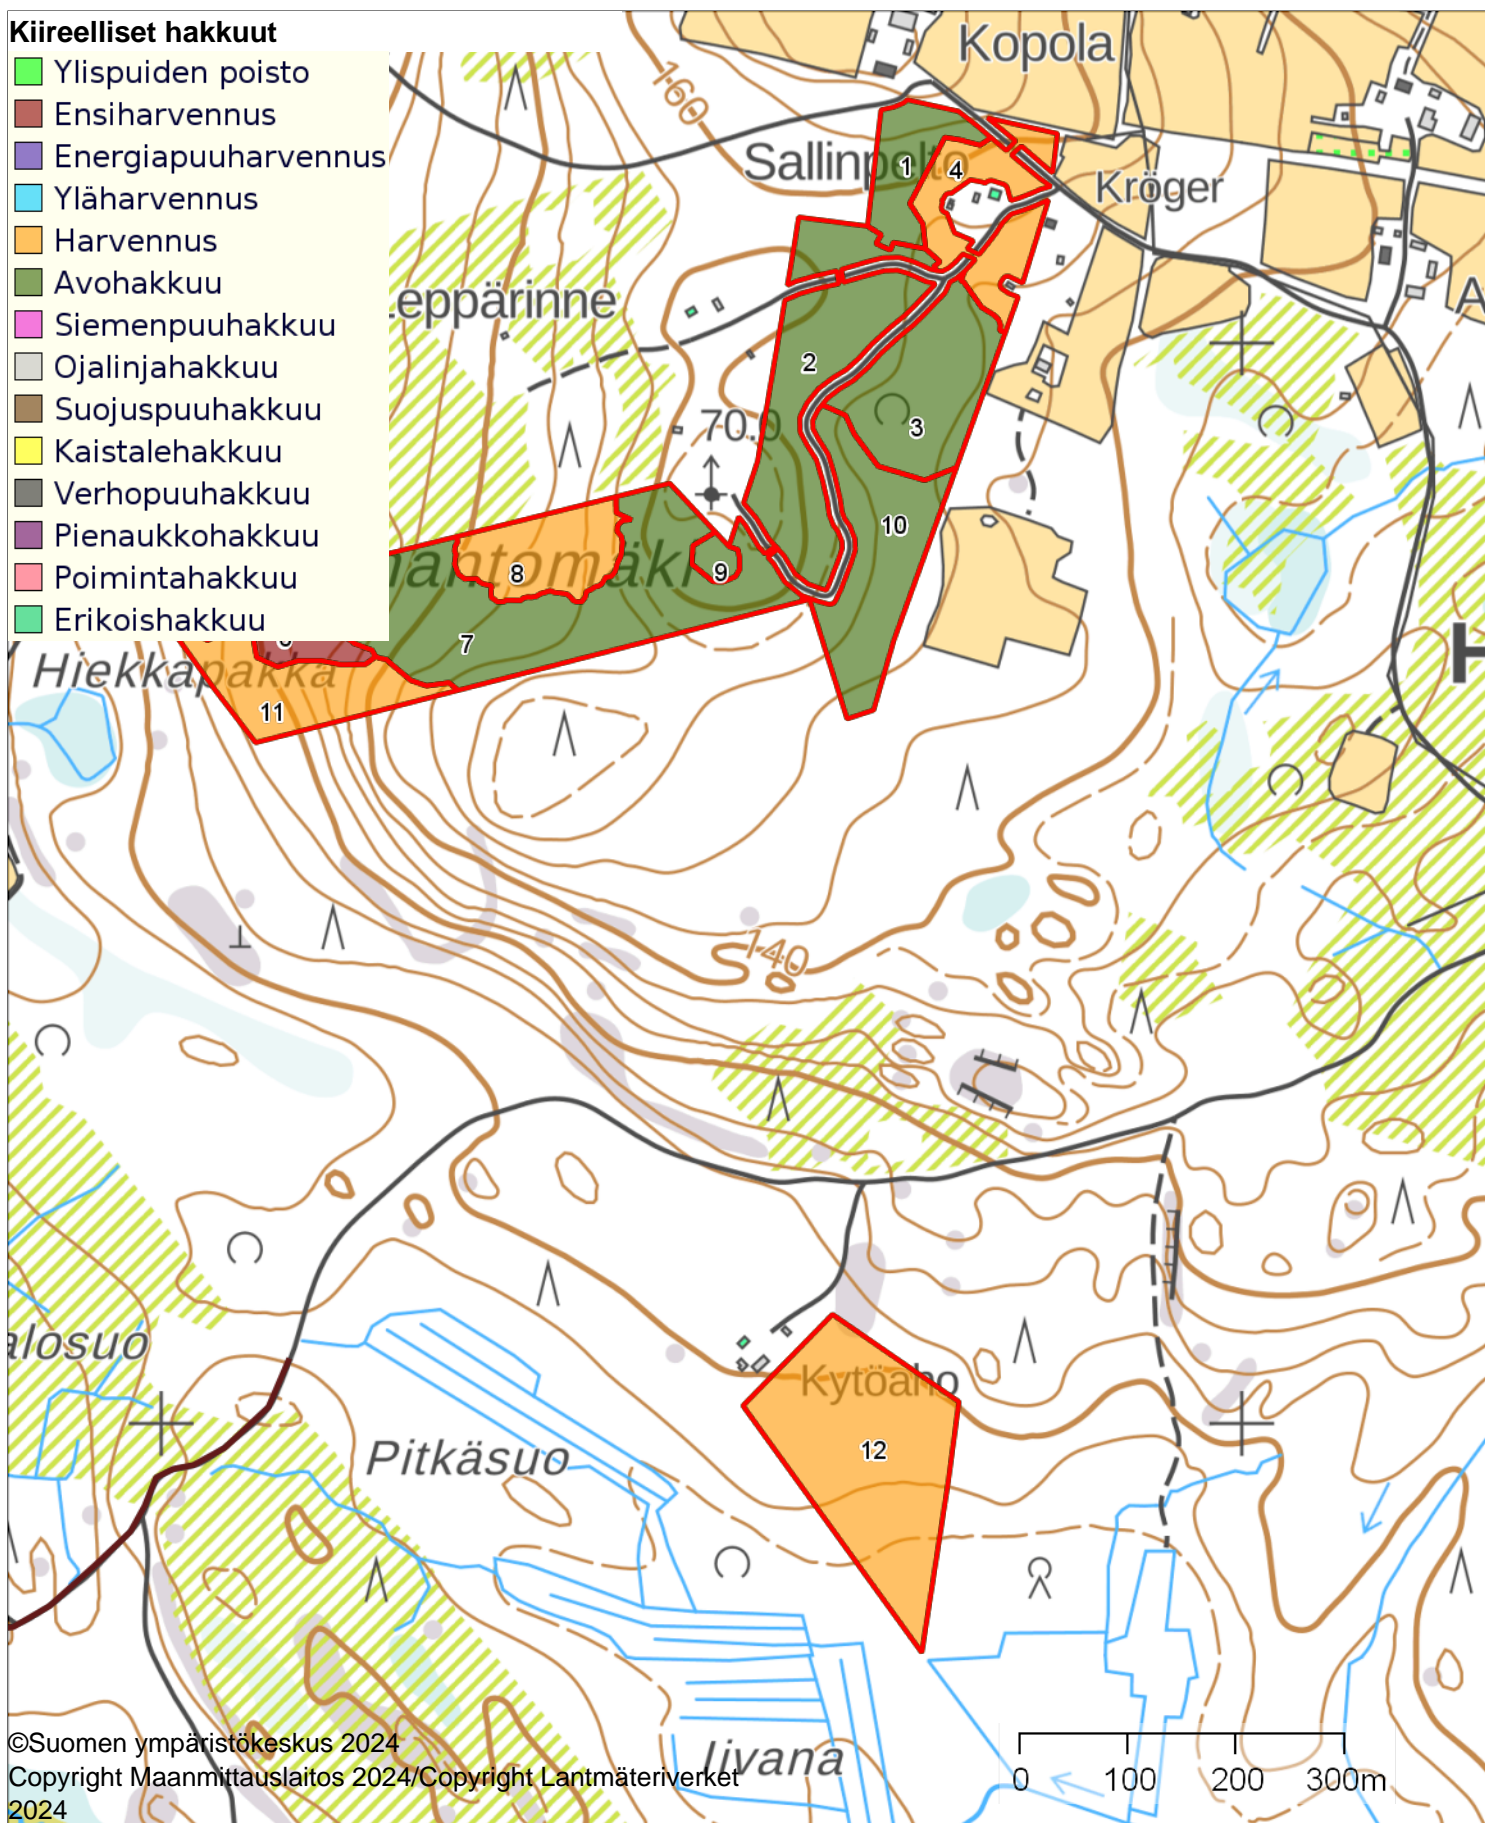 Kiireelliset hakkuut
Ylispuiden poisto
Ensiharvennus
Energiapuuharvennus
Yläharvennus
Harvennus
Avohakkuu
Siemenpuuhakkuu
Ojalinjahakkuu
Suojuspuuhakkuu
Kaistalehakkuu
Verhopuuhakkuu
Pienaukkohakkuu
Poimintahakkuu
Erikoishakkuu
Kopola
160
Sallinpelto
1
4
Kröger
eppärinne
A
2
3
70.0
10
antomäki
8
9
7
H
Hiekkapakka
11
140
alosuo
Kytöaho
12
Pitkäsuo
Iivana
©Suomen ympäristökeskus 2024
Copyright Maanmittauslaitos 2024/Copyright Lantmäteriverket
2024
0 100 200 300m